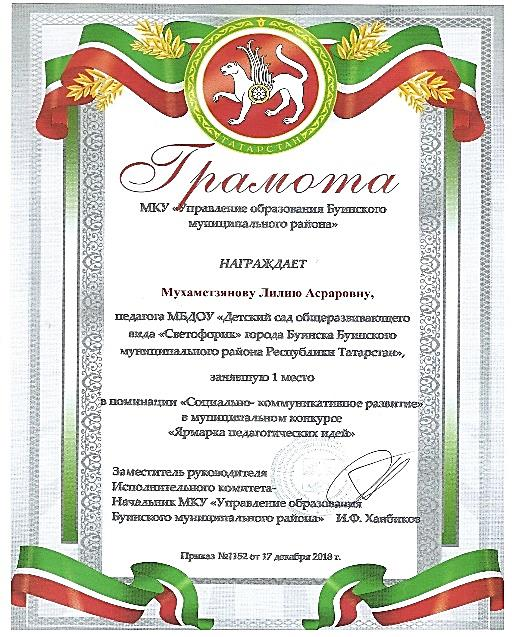 ТАТАРСТАН
Грамота
МКУ «Управление образования Буинского
муниципального района»
НАГРАЖДАЕТ
Мухаметзянову Лилию Асраровну,
педагога МБДОУ «Детский сад общеразвивающего
вида «Светофорик» города Буинска Буинского
муниципального района Республики Татарстан»,
занявшую 1 место
в номинации «Социально- коммуникативное развитие»
в муниципальном конкурсе
«Ярмарка педагогических идей»
Заместитель руководителя
Исполнительного комитета-
Начальник МКУ «Управление образования
Буинского муниципального района» И.Ф. Ханбиков
Приказ №1352 от 17 декабря 2018 г.